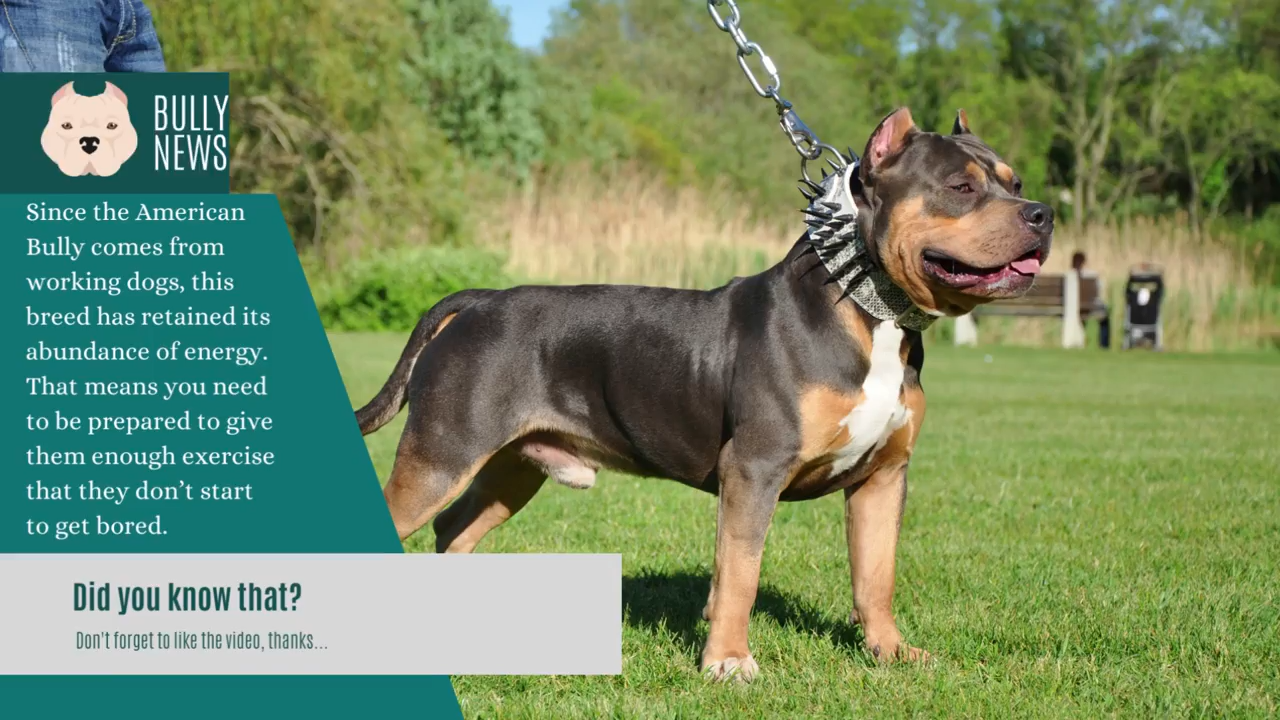 BULLY
NEWS
Since the American
Bully comes from
working dogs, this
breed has retained its
abundance of energy.
That means you need
to be prepared to give
them enough exercise
that they don’t start
to get bored.
Did you know that?
Don't forget to like the video, thanks...